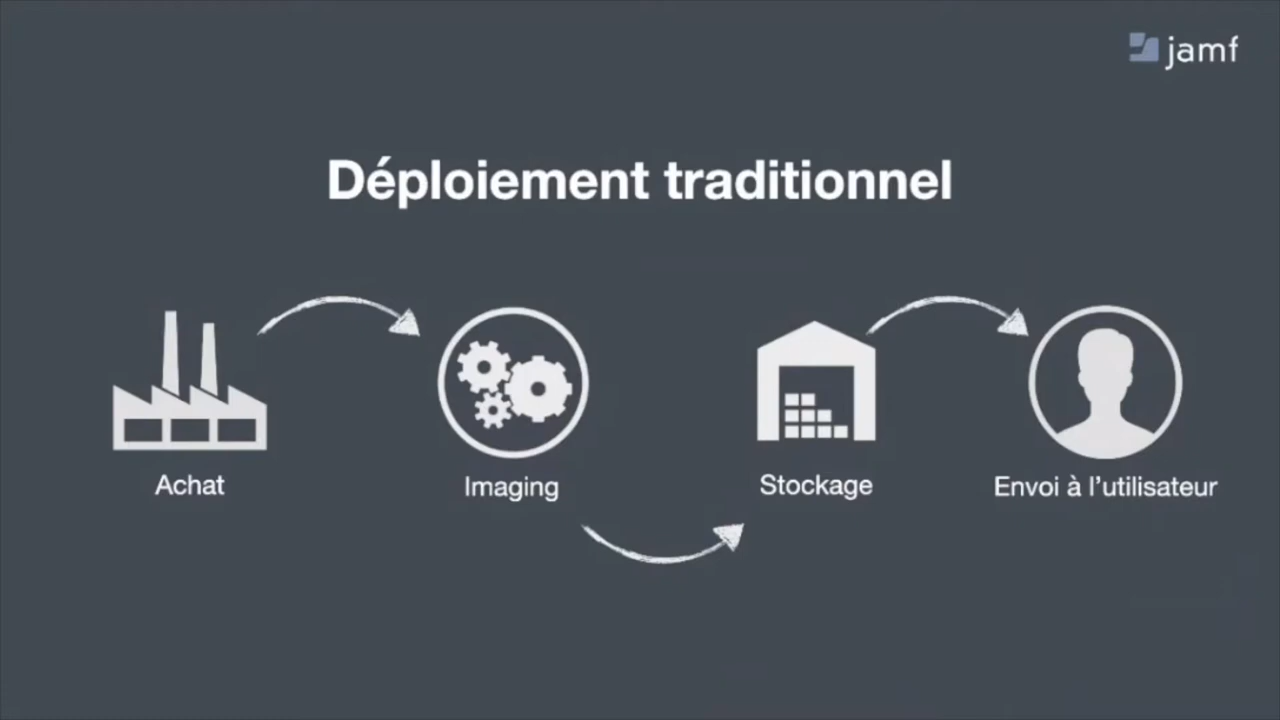 jamf
Déploiement traditionnel
Achat
Imaging
Stockage
Envoi à l’utilisateur